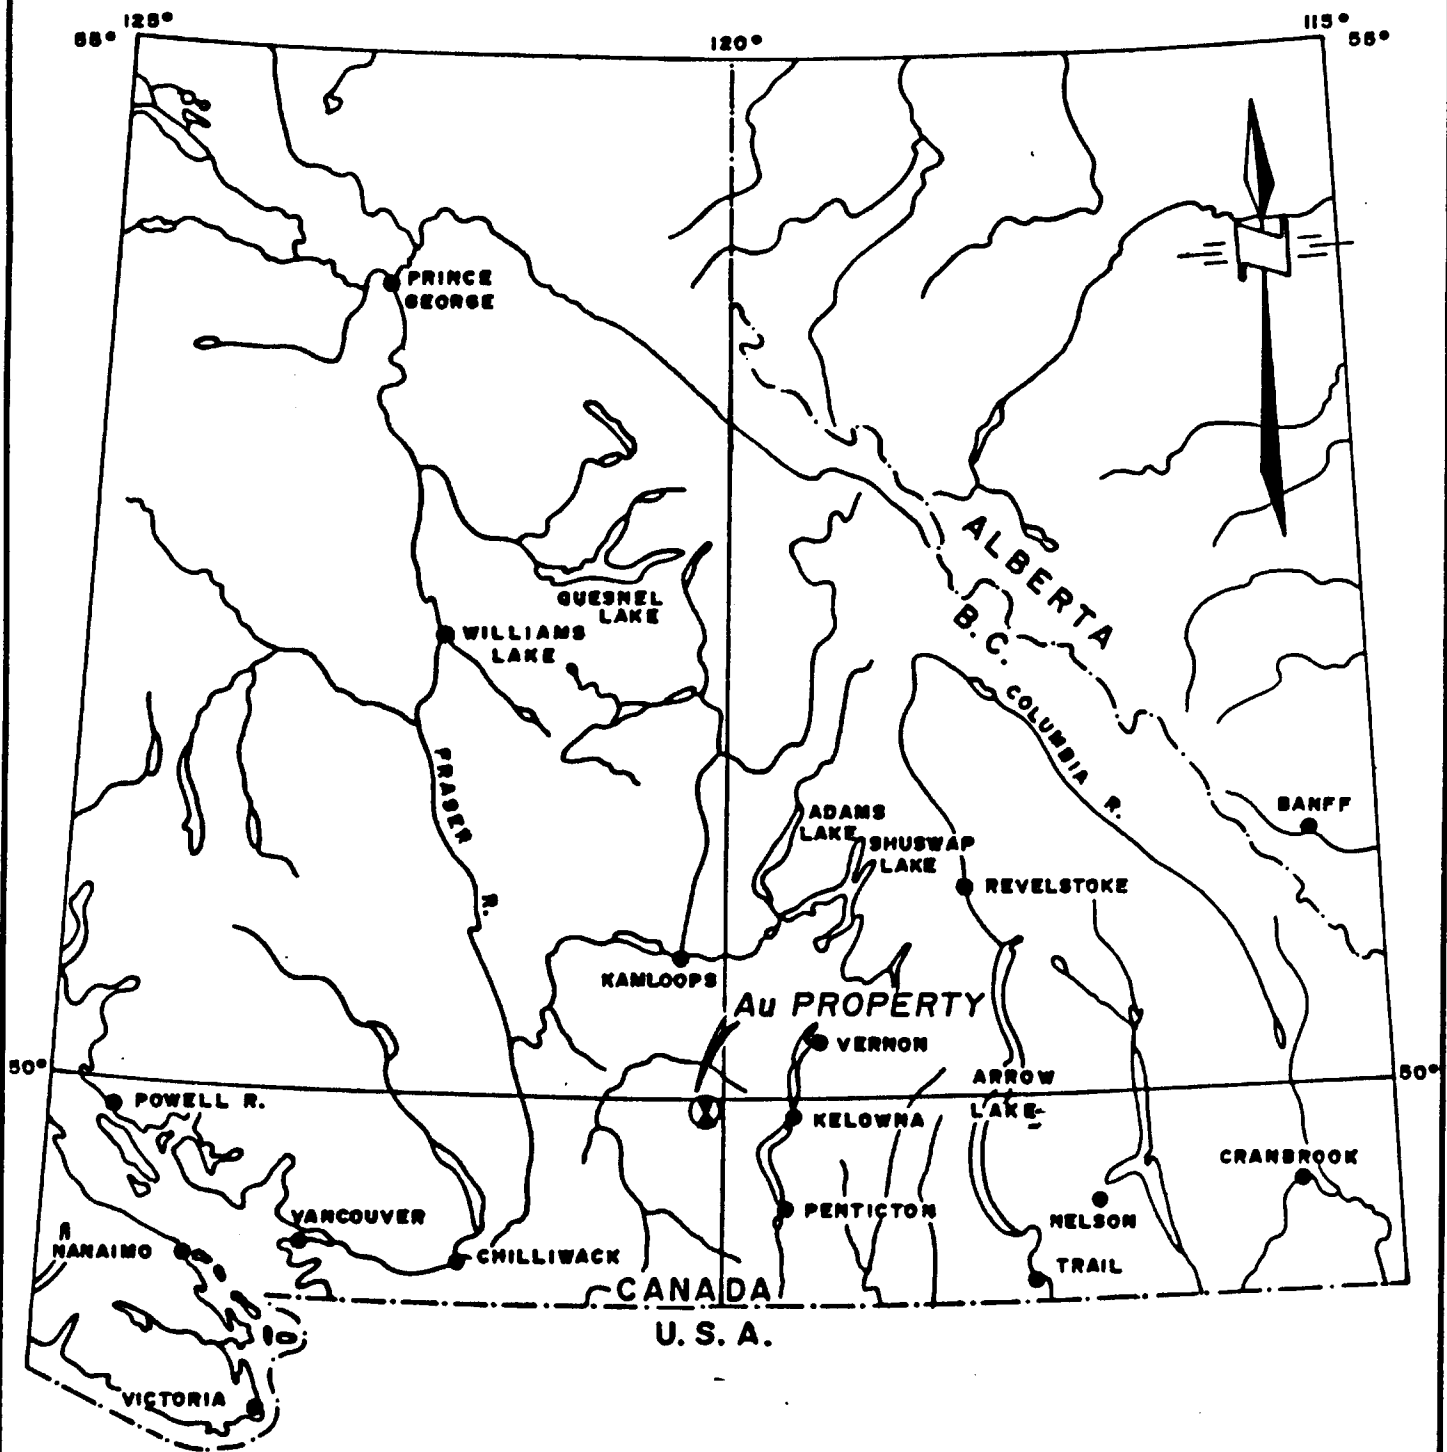 125°
115°
55°
120°
55°
PRINCE
GEORGE
ALBERTA
B.C.
QUESNEL
LAKE
WILLIAMS
LAKE
COLUMBIA R.
FRASER R.
BANFF
ADAMS
LAKE
SHUSWAP
LAKE
REVELSTOKE
KAMLOOPS
Au PROPERTY
VERNON
50°
50°
ARROW
LAKE
POWELL R.
KELOWNA
CRANBROOK
VANCOUVER
PENTICTON
NELSON
NANAIMO
CHILLIWACK
TRAIL
CANADA
U.S.A.
VICTORIA